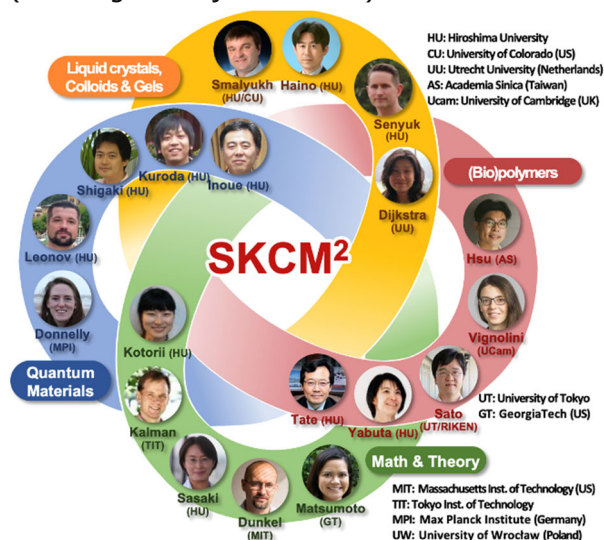 HU: Hiroshima University
CU: University of Colorado (US)
UU: Utrecht University (Netherlands)
AS: Academia Sinica (Taiwan)
Ucam: University of Cambridge (UK)
Liquid crystals,
Colloids & Gels
Smalyukh
(HU/CU)
Haino (HU)
Senyuk
(HU)
Dijkstra
(UU)
Shigaki (HU)
Kuroda (HU)
Inoue (HU)
Leonov (HU)
Donnelly
(MPI)
Quantum
Materials
SKCM²
(Bio)polymers
Hsu (AS)
Vignolini
(UCam)
Sato
(UT/RIKEN)
Yabuta (HU)
Tate (HU)
UT: University of Tokyo
GT: GeorgiaTech (US)
Kotorii (HU)
Kalman
(TIT)
Sasaki
(HU)
Dunkel
(MIT)
Matsumoto
(GT)
Math & Theory
MIT: Massachusetts Inst. of Technology (US)
TIT: Tokyo Inst. of Technology
MPI: Max Planck Institute (Germany)
UW: University of Wrocław (Poland)